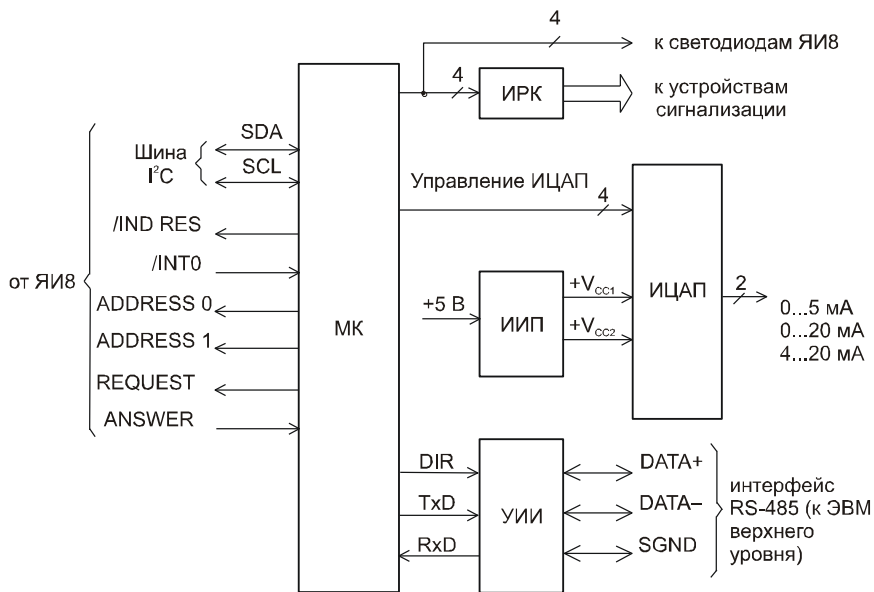 4
к светодиодам ЯИ8
4
ИРК
к устройствам
сигнализации
SDA
Шина
I²C
SCL
Управление ИЦАП
4
/IND RES
/INT0
от ЯИ8
ADDRESS 0
ADDRESS 1
REQUEST
ANSWER
МК
+5 В
ИИП
+V_CC1
+V_CC2
ИЦАП
2
0...5 мА
0...20 мА
4...20 мА
DIR
TxD
RxD
УИИ
DATA+
DATA–
SGND
интерфейс
RS-485 (к ЭВМ
верхнего
уровня)